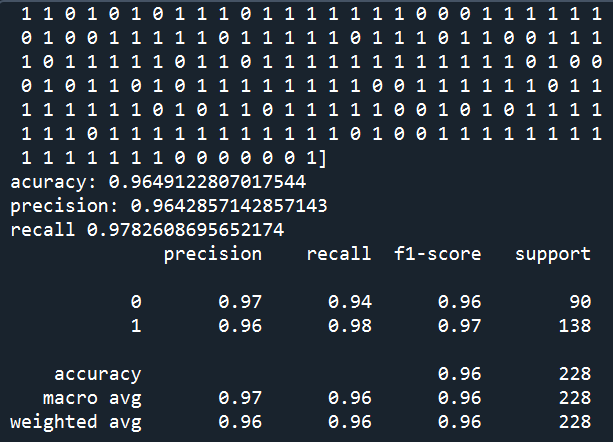 1 1 0 1 0 1 0 1 1 1 0 1 1 1 1 1 1 1 0 0 0 1 1 1 1 1 1
0 1 0 0 1 1 1 1 1 0 1 1 1 1 1 0 1 1 1 0 1 1 0 0 1 1 1
1 0 1 1 1 1 1 0 1 1 0 1 1 1 1 1 1 1 1 1 1 1 1 0 1 0 0
0 1 0 1 1 0 1 0 1 1 1 1 1 1 1 1 0 0 1 1 1 1 1 1 0 1 1
1 1 1 1 1 1 0 1 0 1 1 0 1 1 1 1 1 1 0 0 1 0 1 0 1 1 1 1
1 1 1 0 1 1 1 1 1 1 1 1 1 1 1 0 1 0 0 1 1 1 1 1 1 1 1
1 1 1 1 1 1 1 0 0 0 0 0 0 1]
acuracy: 0.9649122807017544
precision: 0.9642857142857143
recall 0.9782608695652174
precision recall f1-score support
0 0.97 0.94 0.96 90
1 0.96 0.98 0.97 138
accuracy 0.96 228
macro avg 0.97 0.96 0.96 228
weighted avg 0.96 0.96 0.96 228